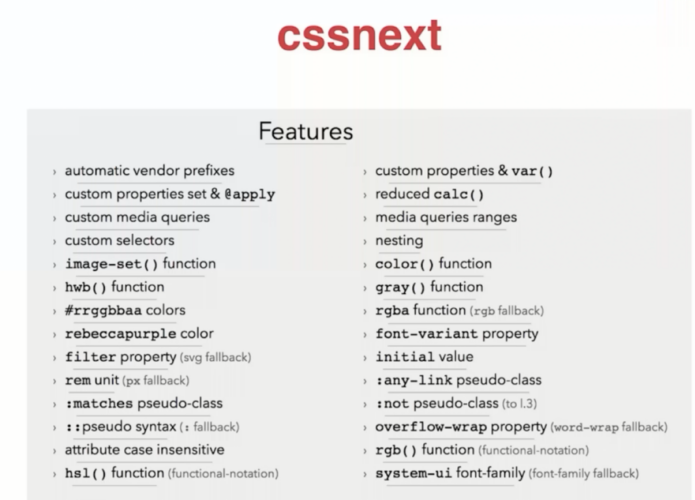 cssnext
Features
› automatic vendor prefixes
› custom properties set & @apply
› custom media queries
› custom selectors
› image-set() function
› hwb() function
› #rrggbbaa colors
› rebeccapurple color
› filter property (svg fallback)
› rem unit (px fallback)
› :matches pseudo-class
› ::pseudo syntax (: fallback)
› attribute case insensitive
› hsl() function (functional-notation)
› custom properties & var()
› reduced calc()
› media queries ranges
› nesting
› color() function
› gray() function
› rgba function (rgb fallback)
› font-variant property
› initial value
› :any-link pseudo-class
› :not pseudo-class (to l.3)
› overflow-wrap property (word-wrap fallback)
› rgb() function (functional-notation)
› system-ui font-family (font-family fallback)